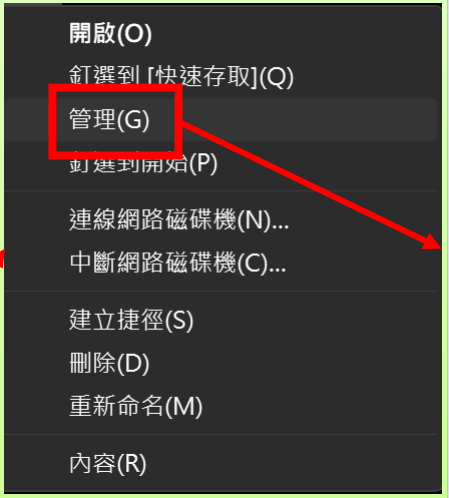 開啟(O)
釘選到 [快速存取](Q)
管理(G)
釘選到開始(P)
連線網路磁碟機(N)...
中斷網路磁碟機(C)...
建立捷徑(S)
刪除(D)
重新命名(M)
內容(R)